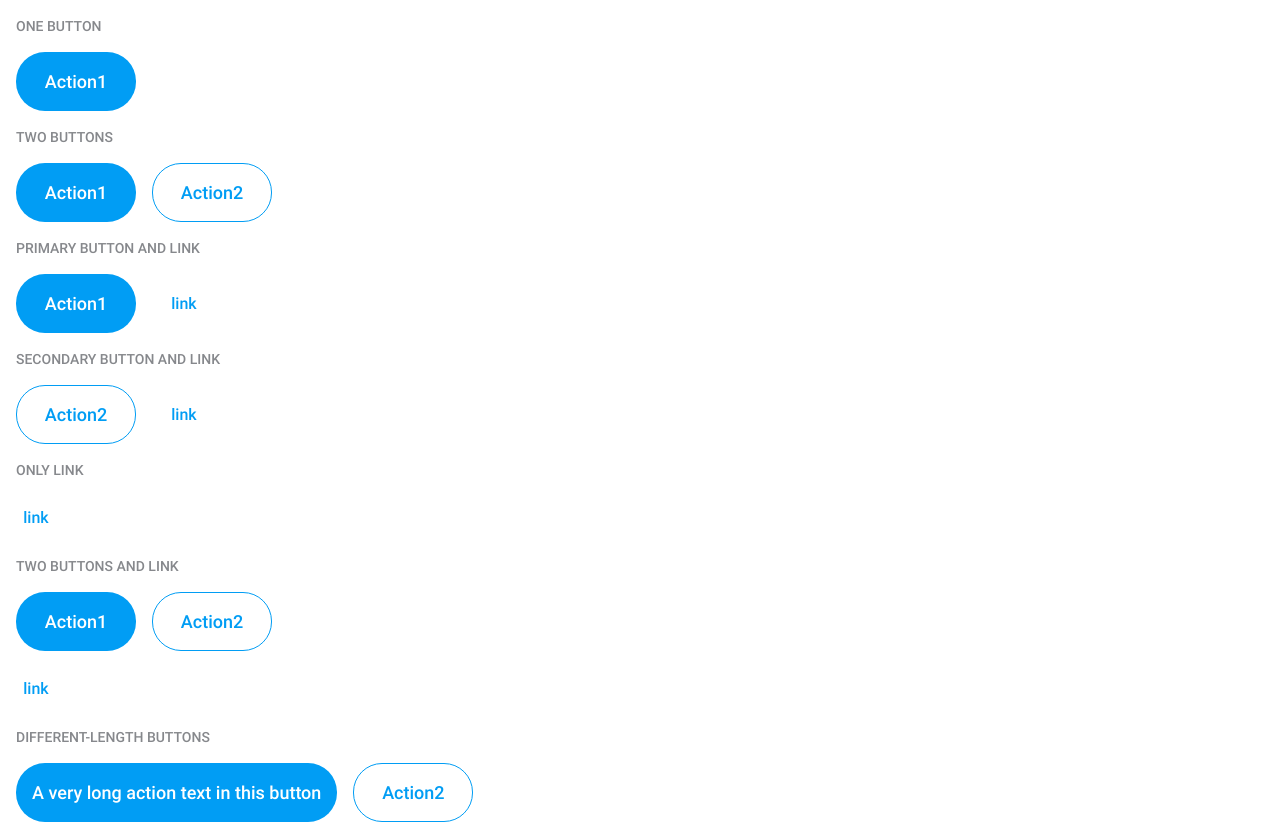 ONE BUTTON
Action1
TWO BUTTONS
Action1 Action2
PRIMARY BUTTON AND LINK
Action1 link
SECONDARY BUTTON AND LINK
Action2 link
ONLY LINK
link
TWO BUTTONS AND LINK
Action1 Action2
link
DIFFERENT-LENGTH BUTTONS
A very long action text in this button Action2